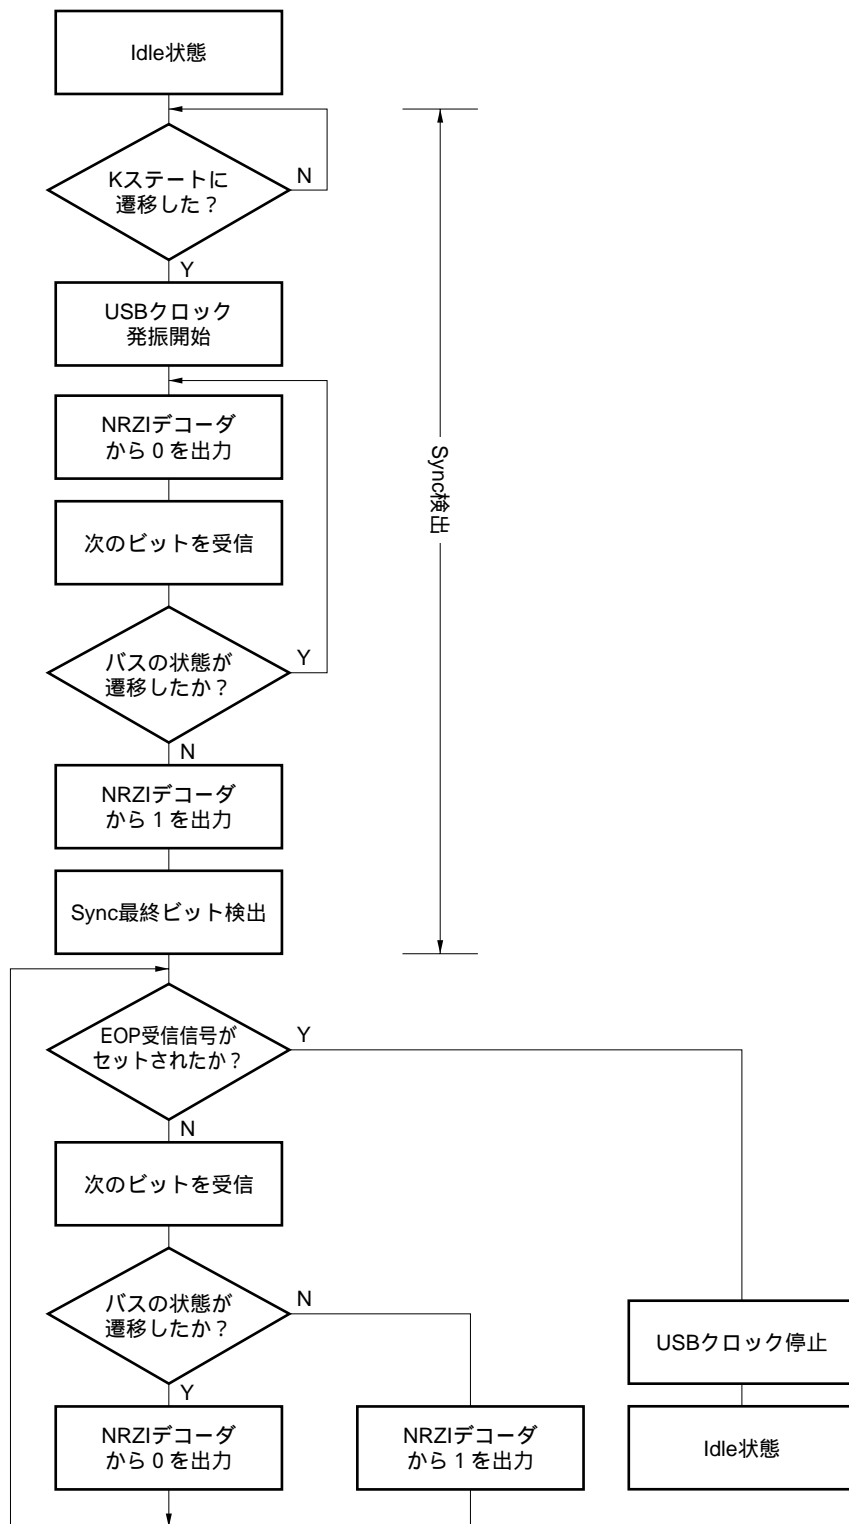 Idle状態
Kステートに
遷移した？
N
Y
USBクロック
発振開始
NRZIデコーダ
から 0 を出力
次のビットを受信
バスの状態が
遷移したか？
Y
N
NRZIデコーダ
から 1 を出力
Sync最終ビット検出
Sync検出
EOP受信信号が
セットされたか？
Y
N
次のビットを受信
バスの状態が
遷移したか？
N
Y
NRZIデコーダ
から 0 を出力
NRZIデコーダ
から 1 を出力
USBクロック停止
Idle状態